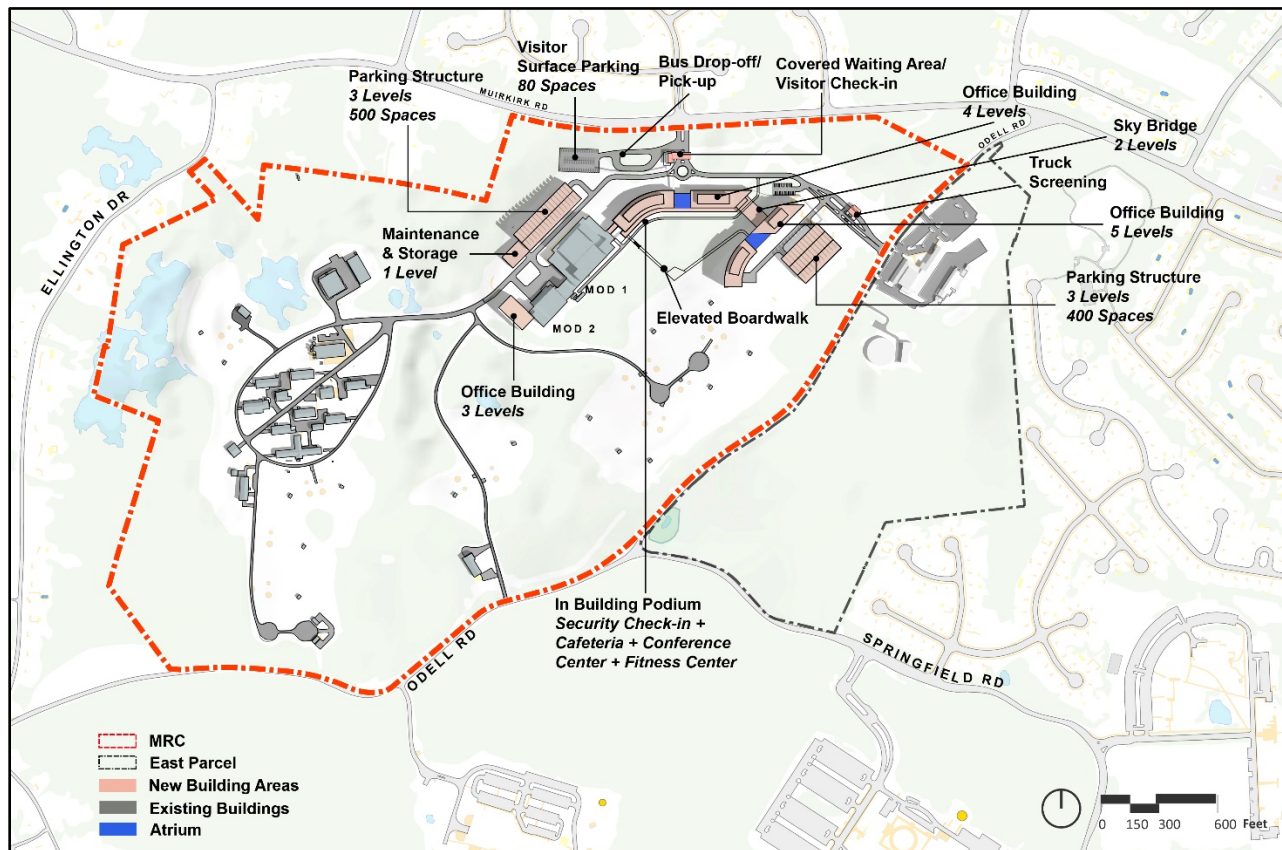 Visitor
Surface Parking
80 Spaces
Bus Drop-off/
Pick-up
Covered Waiting Area/
Visitor Check-in
Parking Structure
3 Levels
500 Spaces
Office Building
4 Levels
MUIRKIRK RD
ODELL RD
Sky Bridge
2 Levels
Truck
Screening
Office Building
5 Levels
Maintenance
& Storage
1 Level
ELLINGTON DR
Parking Structure
3 Levels
400 Spaces
MOD 1
Elevated Boardwalk
MOD 2
Office Building
3 Levels
In Building Podium
Security Check-in +
Cafeteria + Conference
Center + Fitness Center
ODELL RD
SPRINGFIELD RD
MRC
East Parcel
New Building Areas
Existing Buildings
Atrium
0 150 300 600 Feet